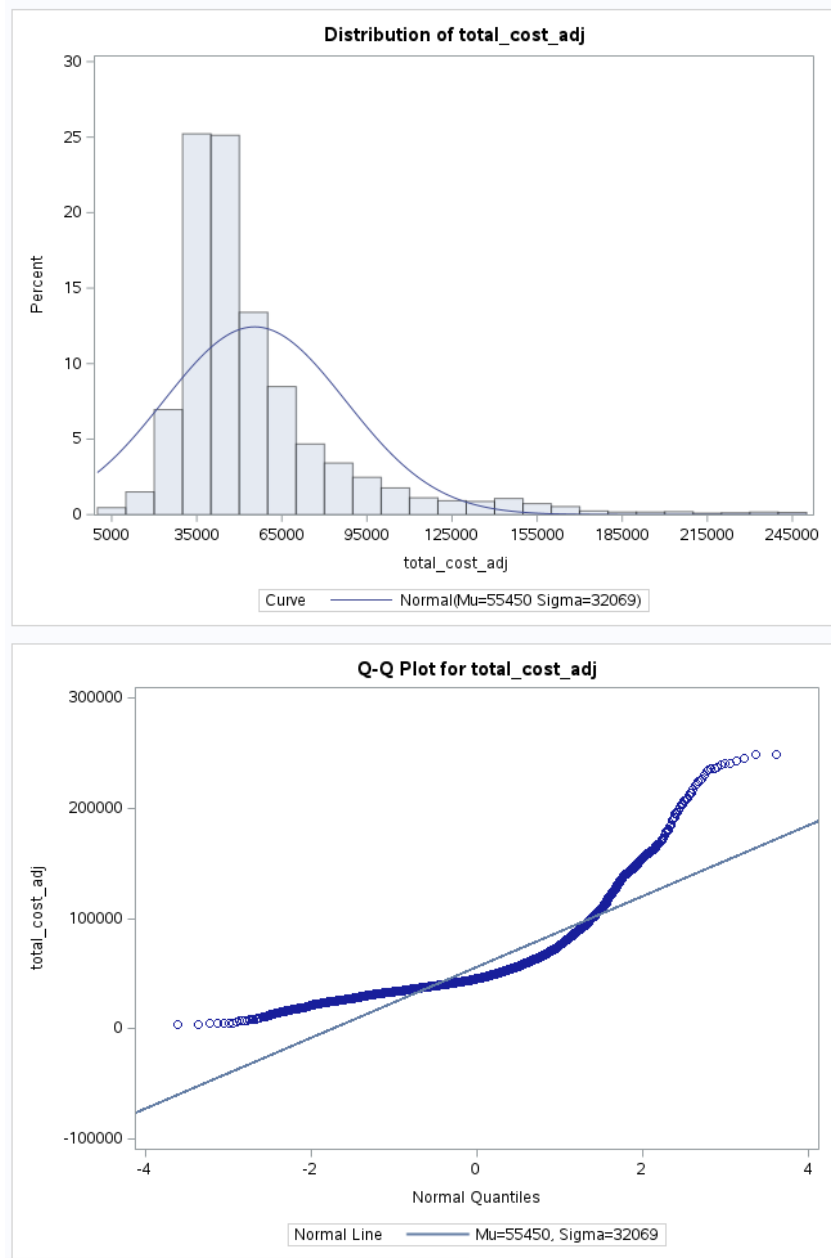 Distribution of total_cost_adj
30
25
20
15
10
5
0
Percent
5000 35000 65000 95000 125000 155000 185000 215000 245000
total_cost_adj
Curve Normal(Mu=55450 Sigma=32069)
Q-Q Plot for total_cost_adj
300000
200000
100000
0
-100000
total_cost_adj
-4 -2 0 2 4
Normal Quantiles
Normal Line Mu=55450, Sigma=32069